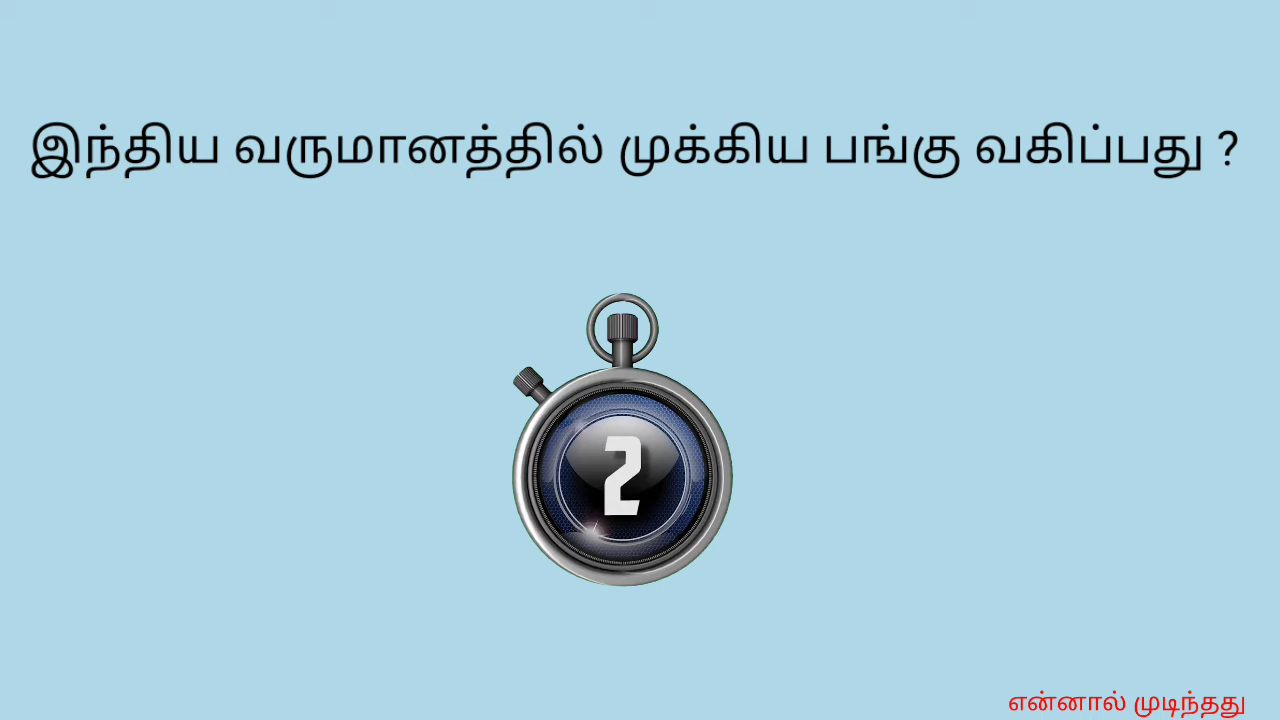 இந்திய வருமானத்தில் முக்கிய பங்கு வகிப்பது ?
2
என்னால் முடிந்தது